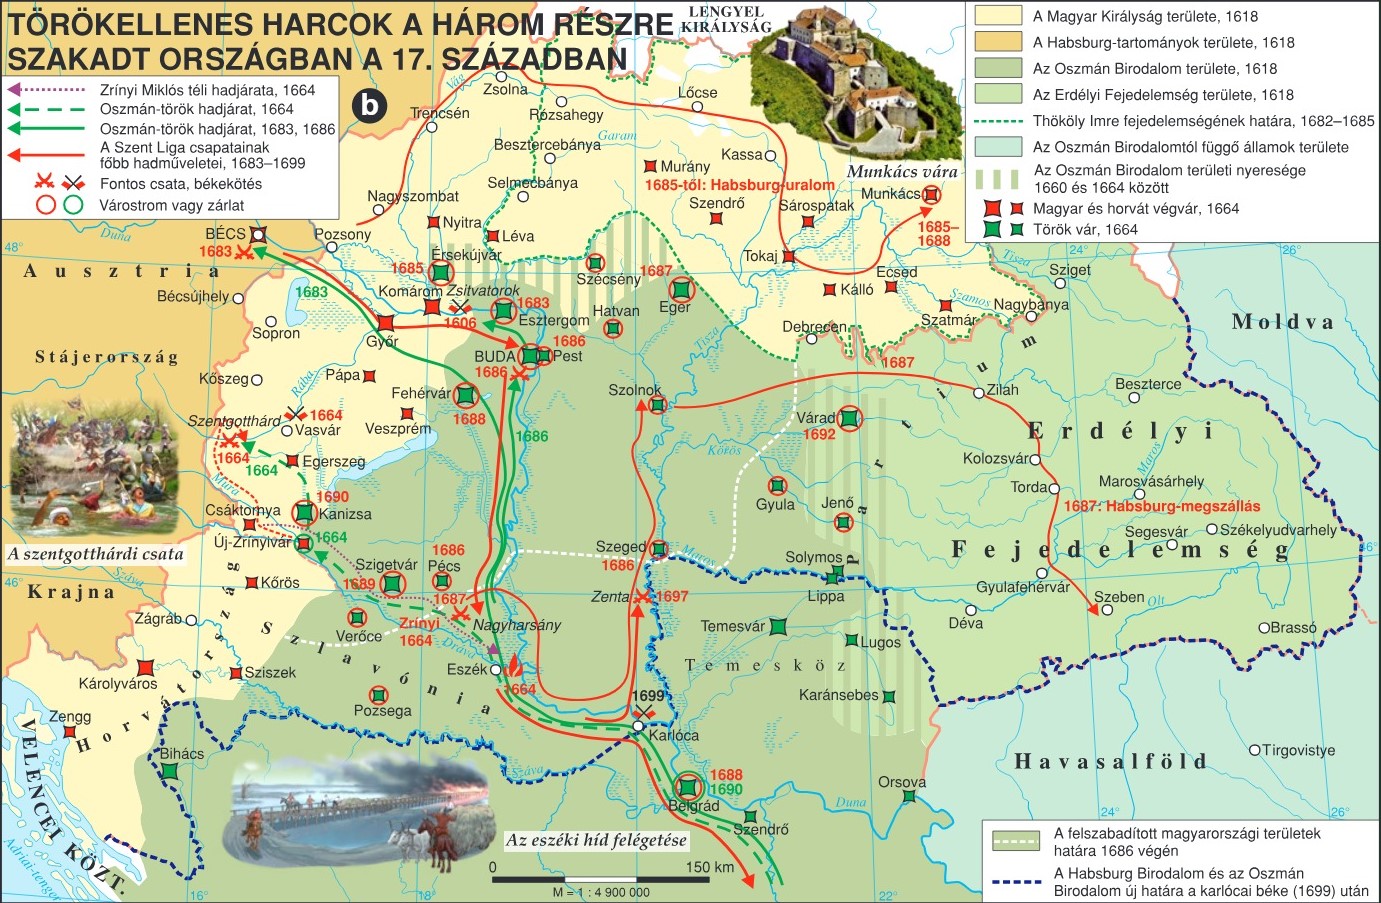 TÖRÖKELLENES HARCOK A HÁROM RÉSZRE
SZAKADT ORSZÁGBAN A 17. SZÁZADBAN
b
Zrínyi Miklós téli hadjárata, 1664
Oszmán-török hadjárat, 1664
Oszmán-török hadjárat, 1683, 1686
A Szent Liga csapatainak
főbb hadműveletei, 1683–1699
Fontos csata, békekötés
Városтrom vagy zárlat
A Magyar Királyság területe, 1618
A Habsburg-tartományok területe, 1618
Az Oszmán Birodalom területe, 1618
Az Erdélyi Fejedelemség területe, 1618
Thököly Imre fejedelemségének határa, 1682–1685
Az Oszmán Birodalomtól függő államok területe
Az Oszmán Birodalom területi nyeresége
1660 és 1664 között
Magyar és horvát végvár, 1664
Török vár, 1664
LENGYEL
KIRÁLYSÁG
Munkács vára
Vág
Zsolna
Trencsén
Rózsahegy
Lőcse
Garam
Besztercebánya
Kassa
Murány
1685-től: Habsburg-uralom
Selmecbánya
Nagyszombat
Szendrő
Sárospatak
Munkács
1685–
1688
Nyitra
Léva
BÉCS
1683
Pozsony
Duna
48°
Ausztria
Érsekújvár
1685
Szécsény
1687
Eger
Tokaj
Ecsed
Kálló
Tisza
24°
26°
Sziget
Szamos
Nagybánya
Szatmár
Bécsújhely
1683
Komárom
Zsitvatorok
1606
1683
Esztergom
Hatvan
Debrecen
Moldva
Sopron
Győr
1686
BUDA
Pest
1686
Tisza
1687
Stájerország
Kőszeg
Pápa
Rába
Fehérvár
1688
Szolnok
Zilah
Beszterce
Partium
Szentgotthárd
1664
Vasvár
Veszprém
1686
Várad
1692
Erdélyi
1664
1664
Egerszeg
Körös
Kolozsvár
Maros
Mura
1690
Kanizsa
Gyula
Jenő
Torda
Marosvásárhely
1687: Habsburg-megszállás
Csáktornya
Új-Zrínyivár
1664
A szentgotthárdi csata
Segesvár
Székelyudvarhely
Fejedelemség
46°
1686
Pécs
Szeged
1686
Maros
Solymos
Szigetvár
1689
46°
Krajna
Száva
Kőrös
Lippa
Gyulafehérvár
Szeben
Olt
Zágráb
1687
Zrínyi
1664
Nagyharsány
Zenta
1697
Verőce
Dráva
Temesvár
Déva
Brassó
Lugos
Szlavónia
Horvátország
Károlyváros
Sziszek
Eszék
1664
Temesköz
Karánsebes
Pozsega
1699
Karlóca
Zengg
VELENCEI KÖZT.
Bihács
Száva
Havasalföld
Tirgovistye
1688
1690
Belgrád
Duna
Orsova
Szendrő
Az eszéki híd felégetése
Adriai-tenger
16°
18°
22°
24°
26°
0
150 km
M = 1 : 4 900 000
A felszabadított magyarországi területek
határa 1686 végén
A Habsburg Birodalom és az Oszmán
Birodalom új határa a karlócai béke (1699) után